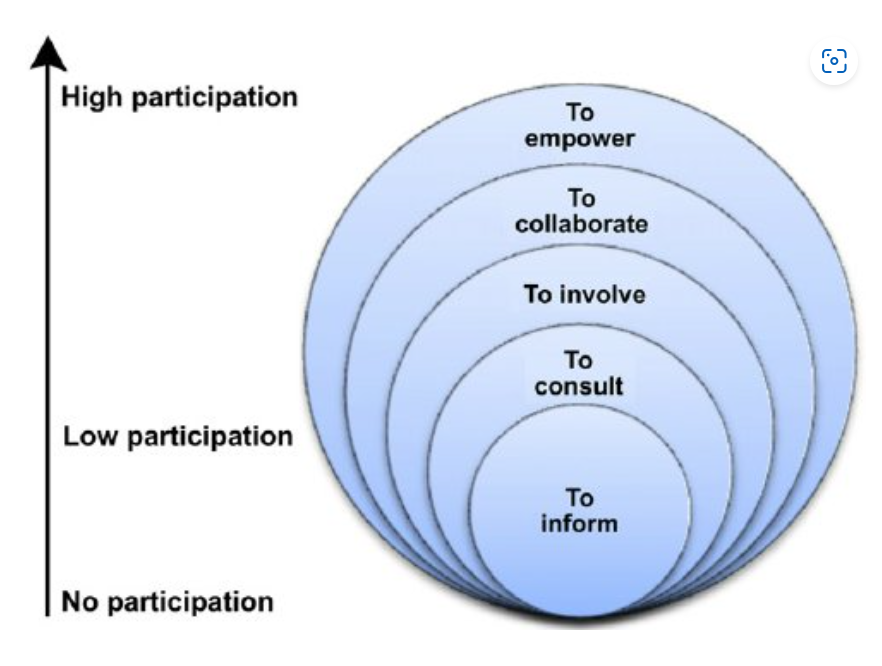 High participation
To
empower
To
collaborate
To involve
To
consult
Low participation
To
inform
No participation